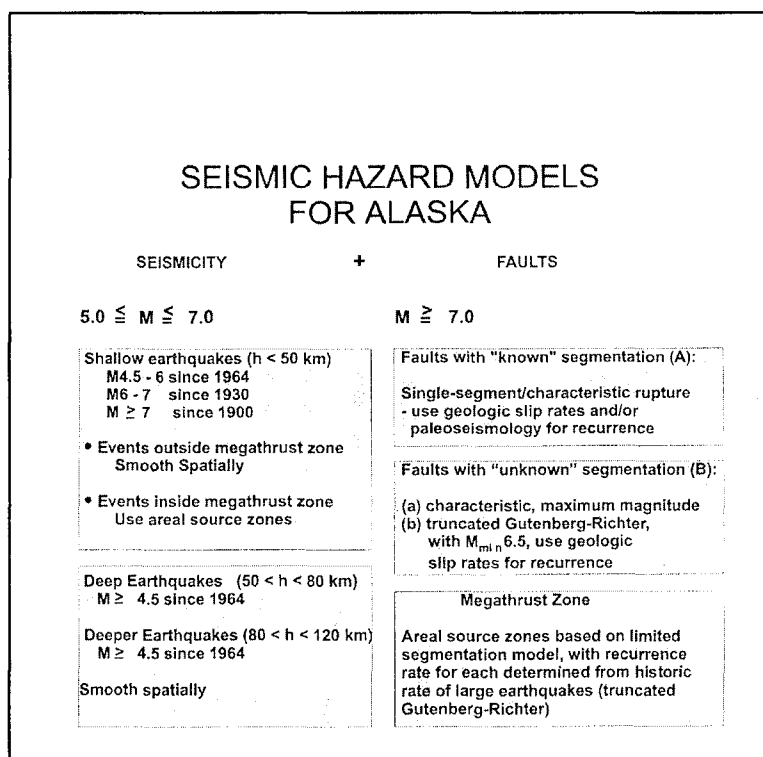 SEISMIC HAZARD MODELS
FOR ALASKA
SEISMICITY + FAULTS
5.0 ≦ M ≦ 7.0
Shallow earthquakes (h < 50 km)
M4.5 - 6 since 1964
M6 - 7 since 1930
M ≥ 7 since 1900
• Events outside megathrust zone
Smooth Spatially
• Events inside megathrust zone
Use areal source zones
Deep Earthquakes (50 < h < 80 km)
M ≥ 4.5 since 1964
Deeper Earthquakes (80 < h < 120 km)
M ≥ 4.5 since 1964
Smooth spatially
M ≧ 7.0
Faults with "known" segmentation (A):
Single-segment/characteristic rupture
- use geologic slip rates and/or
paleoseismology for recurrence
Faults with "unknown" segmentation (B):
(a) characteristic, maximum magnitude
(b) truncated Gutenberg-Richter,
with Mmin 6.5, use geologic
slip rates for recurrence
Megathrust Zone
Areal source zones based on limited
segmentation model, with recurrence
rate for each determined from historic
rate of large earthquakes (truncated
Gutenberg-Richter)